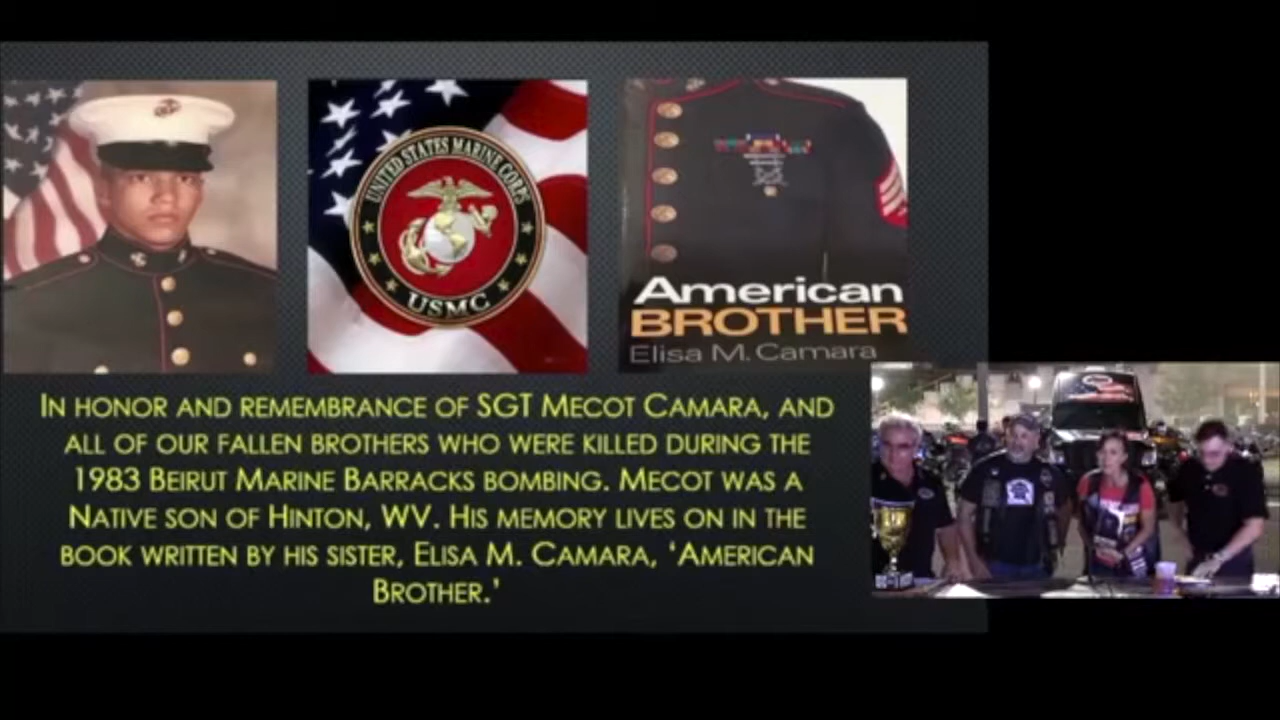 UNITED STATES MARINE CORPS
USMC
American
BROTHER
Elisa M. Camara
IN HONOR AND REMEMBRANCE OF SGT MECOT CAMARA, AND
ALL OF OUR FALLEN BROTHERS WHO WERE KILLED DURING THE
1983 BEIRUT MARINE BARRACKS BOMBING. MECOT WAS A
NATIVE SON OF HINTON, WV. HIS MEMORY LIVES ON IN THE
BOOK WRITTEN BY HIS SISTER, ELISA M. CAMARA, ‘AMERICAN
BROTHER.’